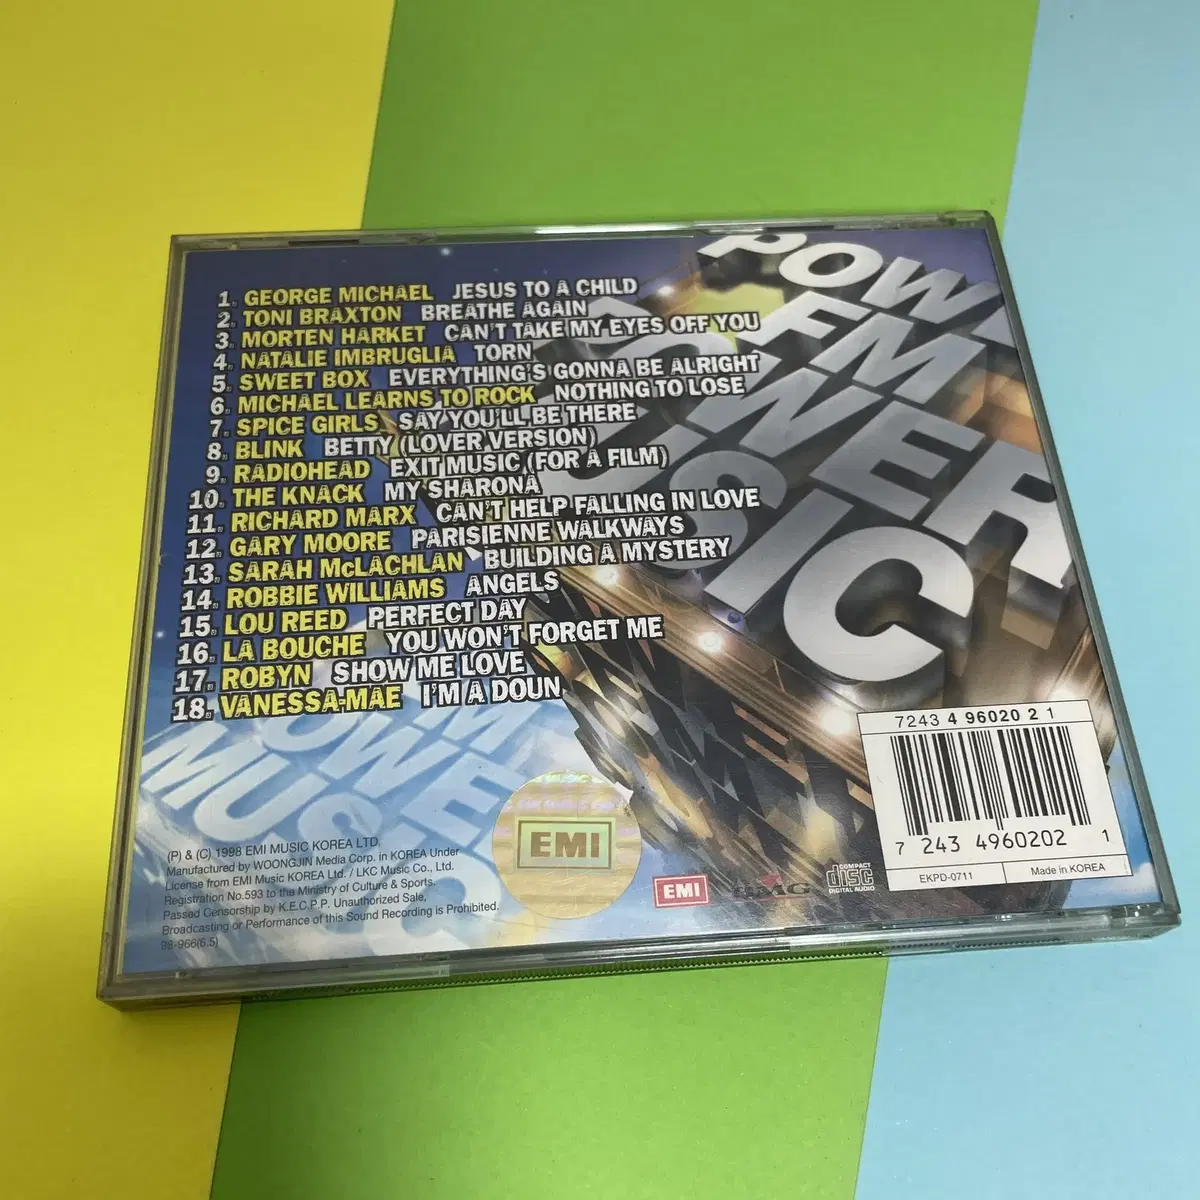 1. GEORGE MICHAEL JESUS TO A CHILD
2. TONI BRAXTON BREATHE AGAIN
3. MORTEN HARKET CAN'T TAKE MY EYES OFF YOU
4. NATALIE IMBRUGLIA TORN
5. SWEET BOX EVERYTHING'S GONNA BE ALRIGHT
6. MICHAEL LEARNS TO ROCK NOTHING TO LOSE
7. SPICE GIRLS SAY YOU'LL BE THERE
8. BLINK BETTY (LOVER VERSION)
9. RADIOHEAD EXIT MUSIC (FOR A FILM)
10. THE KNACK MY SHARONA
11. RICHARD MARX CAN'T HELP FALLING IN LOVE
12. GARY MOORE PARISIENNE WALKWAYS
13. SARAH McLACHLAN BUILDING A MYSTERY
14. ROBBIE WILLIAMS ANGELS
15. LOU REED PERFECT DAY
16. LA BOUCHE YOU WON'T FORGET ME
17. ROBYN SHOW ME LOVE
18. VANESSA-MAE I'M A DOUN
POW
FM
POWER
MUSIC
(P) & (C) 1998 EMI MUSIC KOREA LTD.
Manufactured by WOONGJIN Media Corp. in KOREA Under
License from EMI Music KOREA Ltd. / LKC Music Co., Ltd.
Registration No.593 to the Ministry of Culture & Sports.
Passed Censorship by K.E.C.P.P. Unauthorized Sale,
Broadcasting or Performance of this Sound Recording is Prohibited.
98-966(6.5)
EMI
EMI
BMG
COMPACT
disc
DIGITAL AUDIO
7243 4 96020 2 1
7 243 4960202 1
EKPD-0711
Made in KOREA